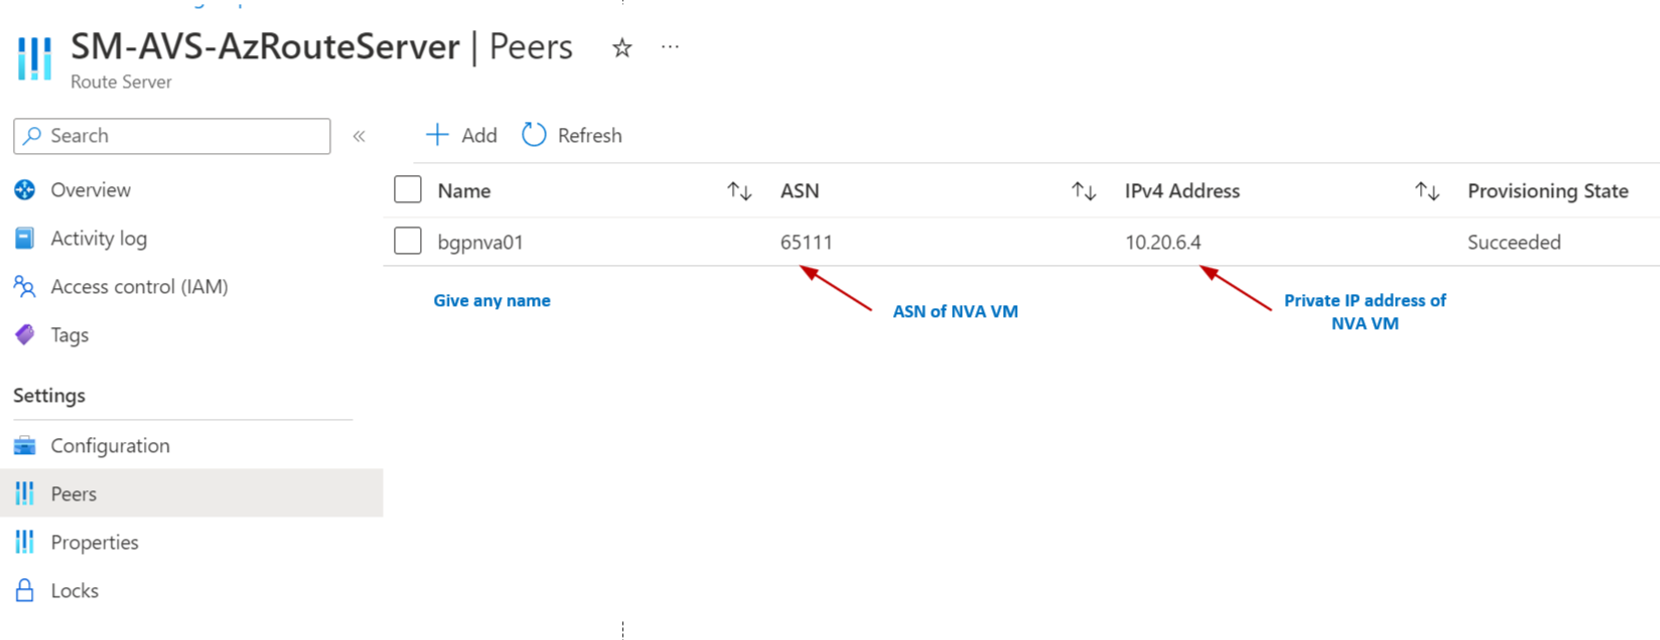 SM-AVS-AzRouteServer | Peers
Route Server
Search
Add Refresh
Overview
Activity log
Access control (IAM)
Tags
Settings
Configuration
Peers
Properties
Locks
Name ASN IPv4 Address Provisioning State
bgpnva01 65111 10.20.6.4 Succeeded
Give any name
ASN of NVA VM
Private IP address of
NVA VM